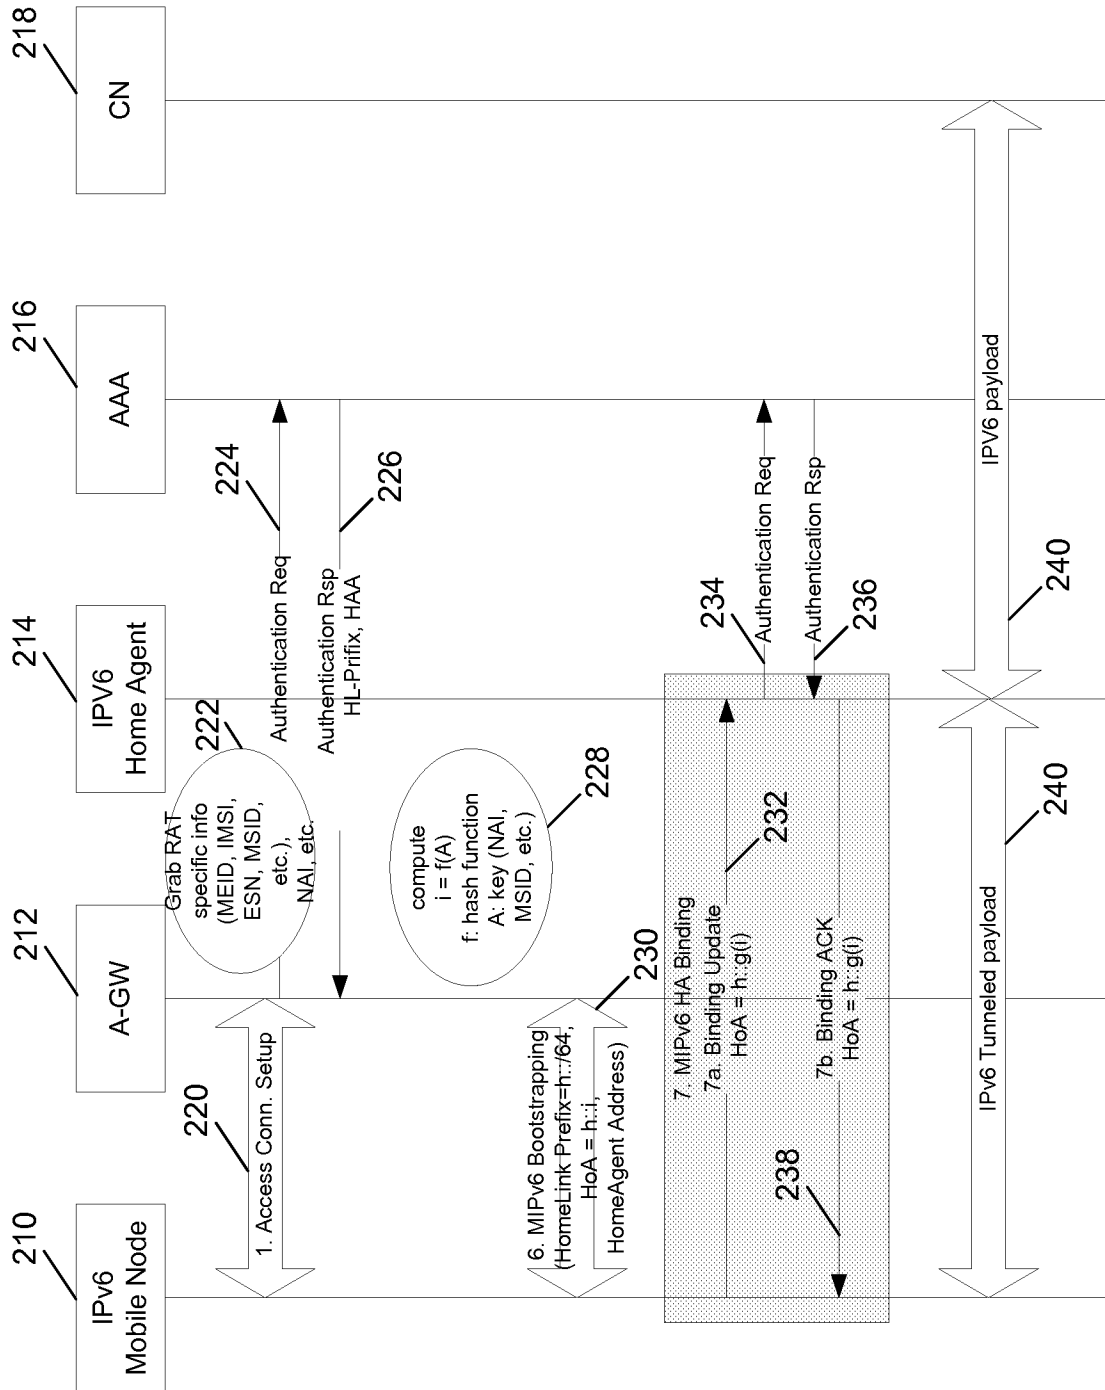 210
IPv6
Mobile Node
212
A-GW
214
IPV6
Home Agent
216
AAA
218
CN
220
1. Access Conn. Setup
222
Grab RAT
specific info
(MEID, IMSI,
ESN, MSID,
etc.),
NAI, etc.
224
Authentication Req
226
Authentication Rsp
HL-Prifix, HAA
228
compute
i = f(A)
f: hash function
A: key (NAI,
MSID, etc.)
230
6. MIPv6 Bootstrapping
(HomeLink Prefix=h::/64,
HoA = h::i,
HomeAgent Address)
7. MIPv6 HA Binding
7a. Binding Update
HoA = h::g(i)
232
234
Authentication Req
Authentication Rsp
236
7b. Binding ACK
HoA = h::g(i)
238
IPv6 Tunneled payload
240
IPV6 payload
240